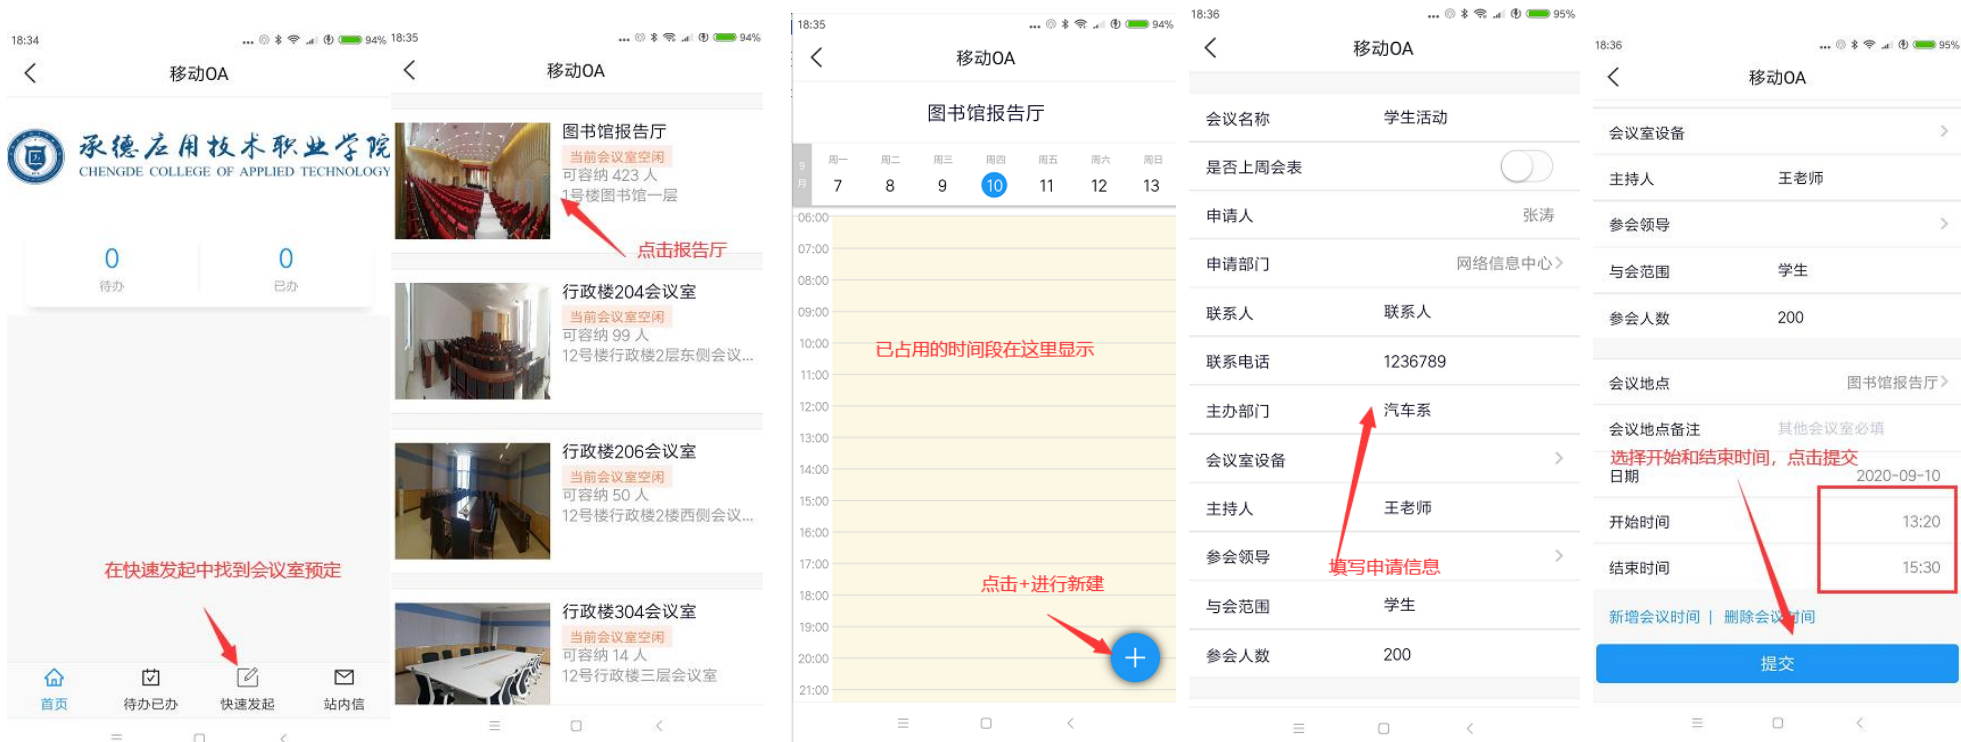 18:34
94%
移动OA
承德应用技术职业学院
CHENGDE COLLEGE OF APPLIED TECHNOLOGY
0
待办
0
已办
在快速发起中找到会议室预定
首页
待办已办
快速发起
站内信
18:35
94%
移动OA
图书馆报告厅
当前会议室空闲
可容纳 423 人
1号楼图书馆一层
点击报告厅
行政楼204会议室
当前会议室空闲
可容纳 99 人
12号楼行政楼2层东侧会议...
行政楼206会议室
当前会议室空闲
可容纳 50 人
12号楼行政楼2楼西侧会议...
行政楼304会议室
当前会议室空闲
可容纳 14 人
12号行政楼三层会议室
18:35
94%
移动OA
图书馆报告厅
9月
周一 周二 周三 周四 周五 周六 周日
7 8 9 10 11 12 13
06:00
07:00
08:00
09:00
10:00
已占用的时间段在这里显示
11:00
12:00
13:00
14:00
15:00
16:00
17:00
点击+进行新建
18:00
19:00
20:00
21:00
18:36
95%
移动OA
会议名称 学生活动
是否上周会表
申请人 张涛
申请部门 网络信息中心
联系人 联系人
联系电话 1236789
主办部门 汽车系
会议室设备
主持人 王老师
参会领导
填写申请信息
与会范围 学生
参会人数 200
18:36
95%
移动OA
会议室设备
主持人 王老师
参会领导
与会范围 学生
参会人数 200
会议地点 图书馆报告厅
会议地点备注 其他会议室必填
选择开始和结束时间，点击提交
日期 2020-09-10
开始时间 13:20
结束时间 15:30
新增会议时间 | 删除会议时间
提交